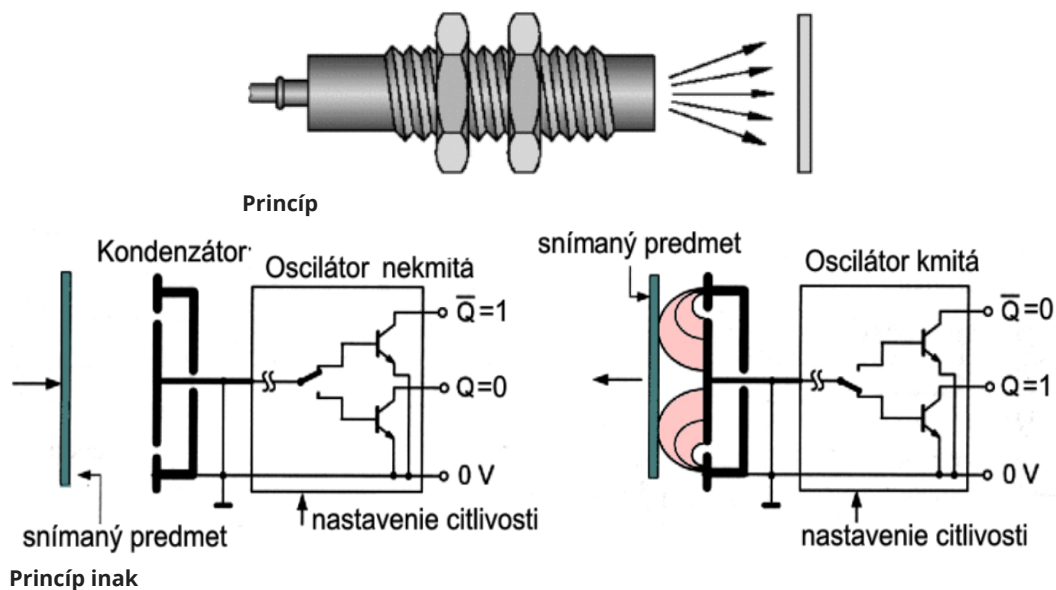 Princíp
Kondenzátor
Oscilátor nekmitá
Q=1
Q=0
0 V
nastavenie citlivosti
snímaný predmet
snímaný predmet
Oscilátor kmitá
Q=0
Q=1
0 V
nastavenie citlivosti
Princíp inak